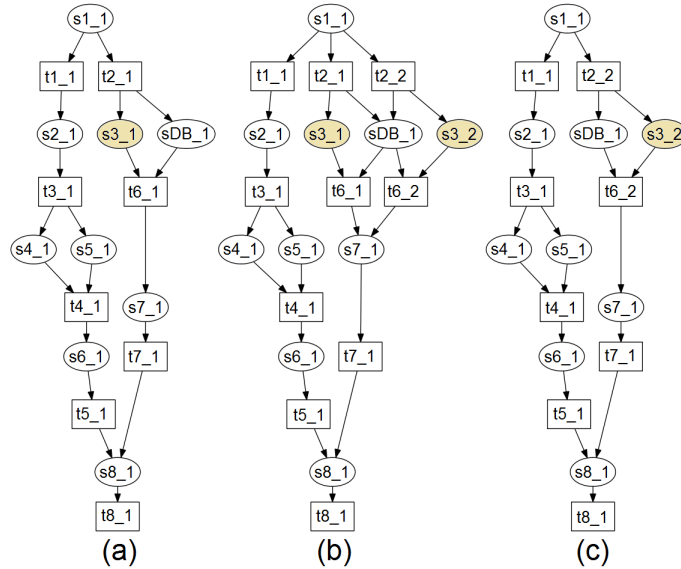 s1_1
t1_1 t2_1
s2_1 s3_1 sDB_1
t3_1 t6_1
s4_1 s5_1
t4_1 s7_1
s6_1 t7_1
t5_1
s8_1
t8_1
(a)
s1_1
t1_1 t2_1 t2_2
s2_1 s3_1 sDB_1 s3_2
t3_1 t6_1 t6_2
s4_1 s5_1 s7_1
t4_1
s6_1 t7_1
t5_1
s8_1
t8_1
(b)
s1_1
t1_1 t2_2
s2_1 sDB_1 s3_2
t3_1 t6_2
s4_1 s5_1
t4_1 s7_1
s6_1 t7_1
t5_1
s8_1
t8_1
(c)